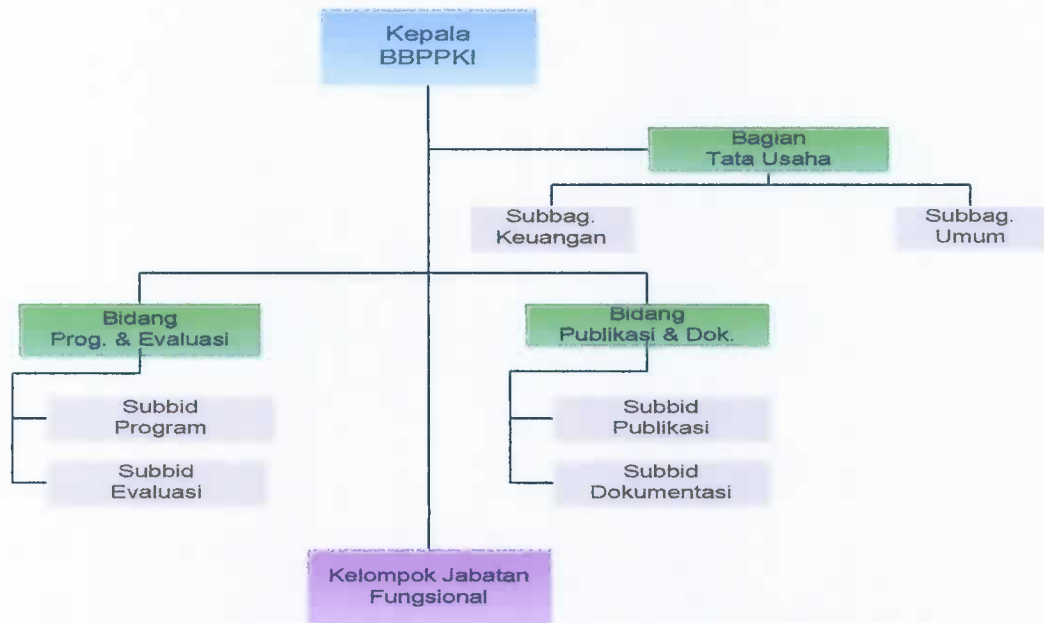 Kepala
BBPPKI
Bagian
Tata Usaha
Subbag.
Keuangan
Subbag.
Umum
Bidang
Prog. & Evaluasi
Bidang
Publikasi & Dok.
Subbid
Program
Subbid
Publikasi
Subbid
Evaluasi
Subbid
Dokumentasi
Kelompok Jabatan
Fungsional